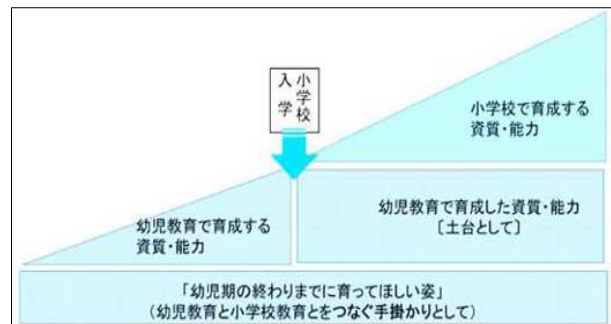 小学校
入学
小学校で育成する
資質・能力
幼児教育で育成する
資質・能力
幼児教育で育成した資質・能力
〔土台として〕
「幼児期の終わりまでに育ってほしい姿」
(幼児教育と小学校教育とをつなぐ手掛かりとして)